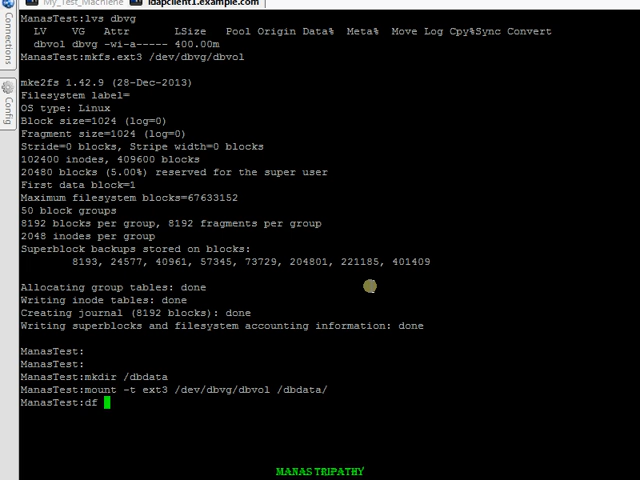 My_Test_Machiene
ldapclient1.example.com
Connections
Config
ManasTest:lvs dbvg
LV VG Attr LSize Pool Origin Data% Meta% Move Log Cpy%Sync Convert
dbvol dbvg -wi-a----- 400.00m
ManasTest:mkfs.ext3 /dev/dbvg/dbvol
mke2fs 1.42.9 (28-Dec-2013)
Filesystem label=
OS type: Linux
Block size=1024 (log=0)
Fragment size=1024 (log=0)
Stride=0 blocks, Stripe width=0 blocks
102400 inodes, 409600 blocks
20480 blocks (5.00%) reserved for the super user
First data block=1
Maximum filesystem blocks=67633152
50 block groups
8192 blocks per group, 8192 fragments per group
2048 inodes per group
Superblock backups stored on blocks:
8193, 24577, 40961, 57345, 73729, 204801, 221185, 401409
Allocating group tables: done
Writing inode tables: done
Creating journal (8192 blocks): done
Writing superblocks and filesystem accounting information: done
ManasTest:
ManasTest:
ManasTest:mkdir /dbdata
ManasTest:mount -t ext3 /dev/dbvg/dbvol /dbdata/
ManasTest:df
MANAS TRIPATHY